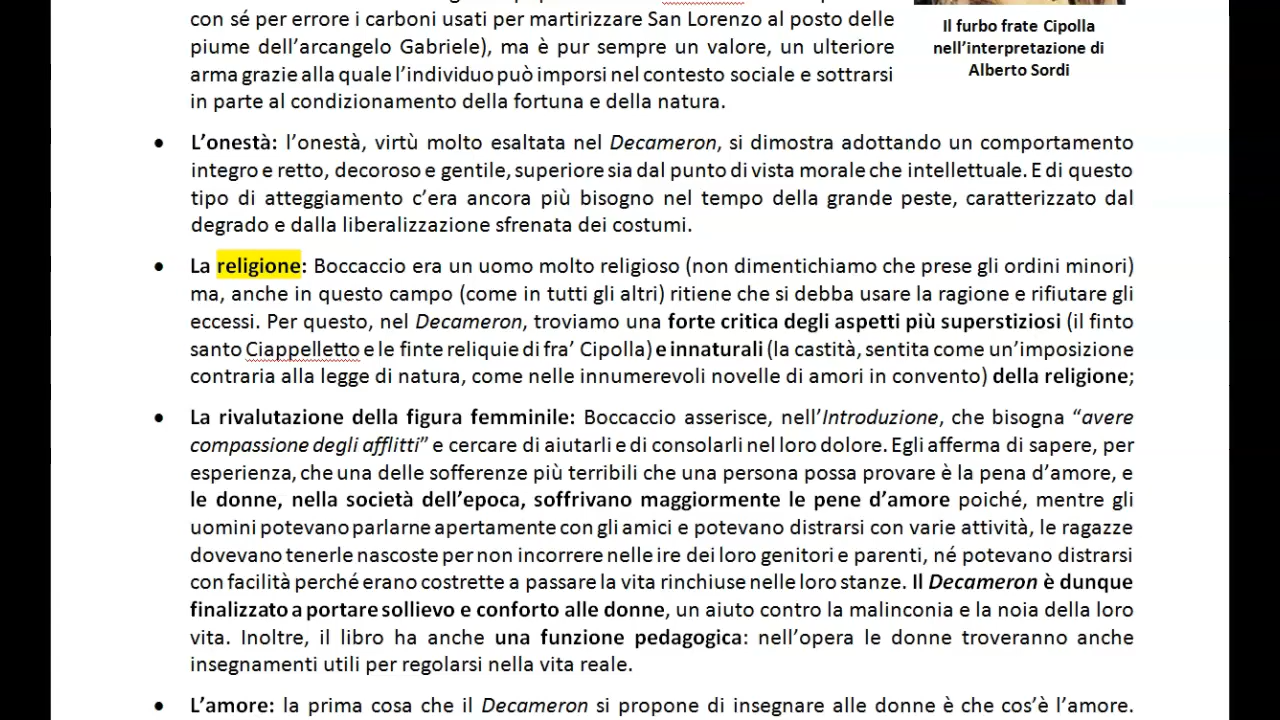 con sé per errore i carboni usati per martirizzare San Lorenzo al posto delle
piume dell'arcangelo Gabriele), ma è pur sempre un valore, un ulteriore
arma grazie alla quale l'individuo può imporsi nel contesto sociale e sottrarsi
in parte al condizionamento della fortuna e della natura.
Il furbo frate Cipolla
nell'interpretazione di
Alberto Sordi
• L'onestà: l'onestà, virtù molto esaltata nel Decameron, si dimostra adottando un comportamento
integro e retto, decoroso e gentile, superiore sia dal punto di vista morale che intellettuale. E di questo
tipo di atteggiamento c'era ancora più bisogno nel tempo della grande peste, caratterizzato dal
degrado e dalla liberalizzazione sfrenata dei costumi.
• La religione: Boccaccio era un uomo molto religioso (non dimentichiamo che prese gli ordini minori)
ma, anche in questo campo (come in tutti gli altri) ritiene che si debba usare la ragione e rifiutare gli
eccessi. Per questo, nel Decameron, troviamo una forte critica degli aspetti più superstiziosi (il finto
santo Ciappelletto e le finte reliquie di fra' Cipolla) e innaturali (la castità, sentita come un'imposizione
contraria alla legge di natura, come nelle innumerevoli novelle di amori in convento) della religione;
• La rivalutazione della figura femminile: Boccaccio asserisce, nell'Introduzione, che bisogna "avere
compassione degli afflitti" e cercare di aiutarli e di consolarli nel loro dolore. Egli afferma di sapere, per
esperienza, che una delle sofferenze più terribili che una persona possa provare è la pena d'amore, e
le donne, nella società dell'epoca, soffrivano maggiormente le pene d'amore poiché, mentre gli
uomini potevano parlarne apertamente con gli amici e potevano distrarsi con varie attività, le ragazze
dovevano tenerle nascoste per non incorrere nelle ire dei loro genitori e parenti, né potevano distrarsi
con facilità perché erano costrette a passare la vita rinchiuse nelle loro stanze. Il Decameron è dunque
finalizzato a portare sollievo e conforto alle donne, un aiuto contro la malinconia e la noia della loro
vita. Inoltre, il libro ha anche una funzione pedagogica: nell'opera le donne troveranno anche
insegnamenti utili per regolarsi nella vita reale.
• L'amore: la prima cosa che il Decameron si propone di insegnare alle donne è che cos'è l'amore.